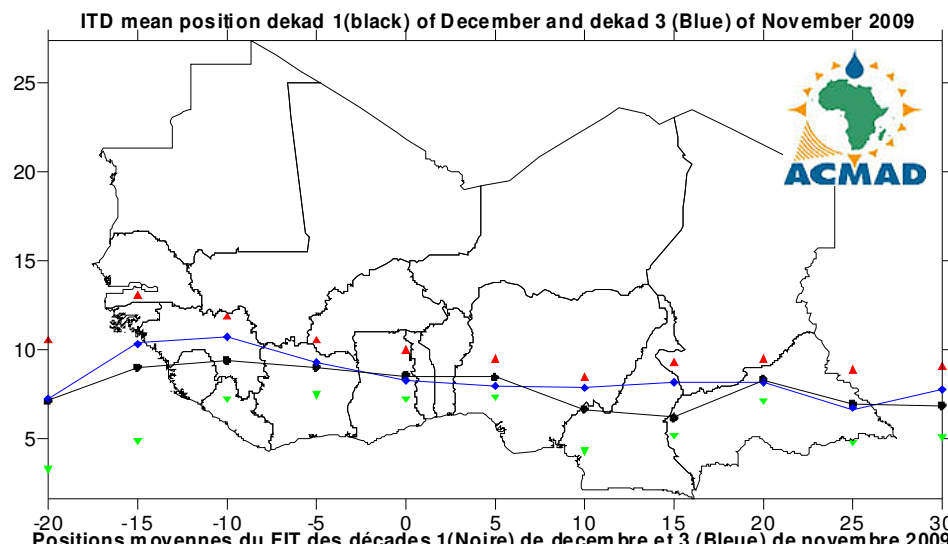 ITD mean position dekad 1(black) of December and dekad 3 (Blue) of November 2009
25
20
15
10
5
ACMAD
-20 -15 -10 -5 0 5 10 15 20 25 30
Positions moyennes du FIT des décades 1(Noire) de decembre et 3 (Bleue) de novembre 2009